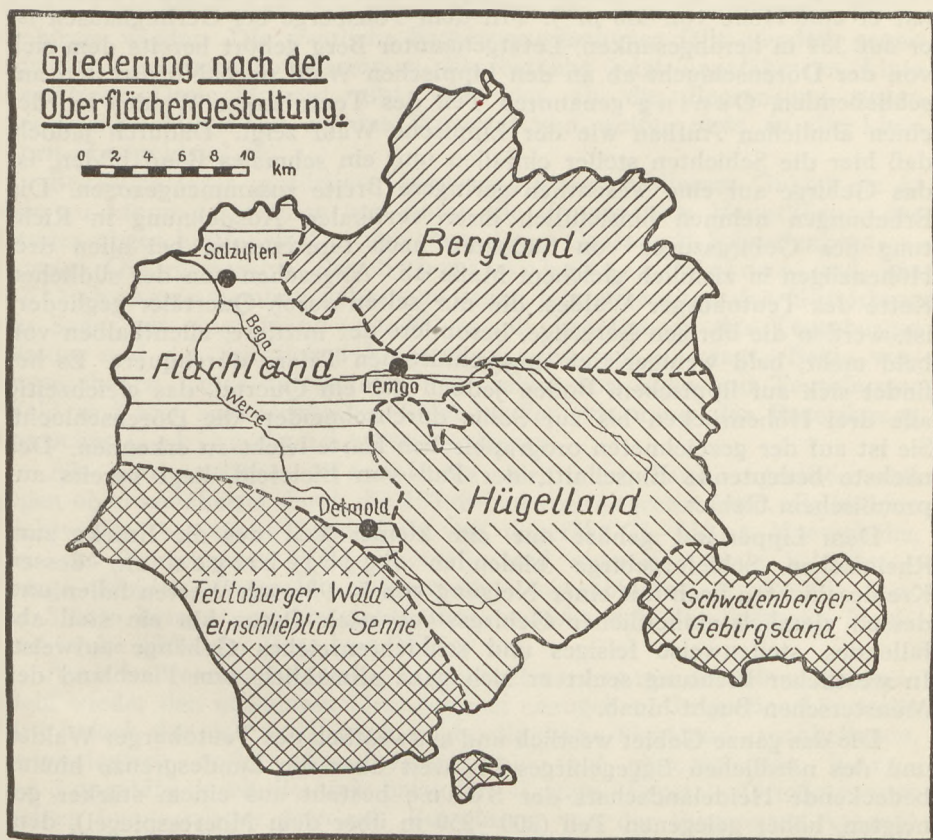 Gliederung nach der
Oberflächengestaltung.
0 2 4 6 8 10 km
Bergland
Salzuflen
Bega
Flachland
Lemgo
Werre
Hügelland
Detmold
Teutoburger Wald
einschließlich Senne
Schwalenberger
Gebirgsland